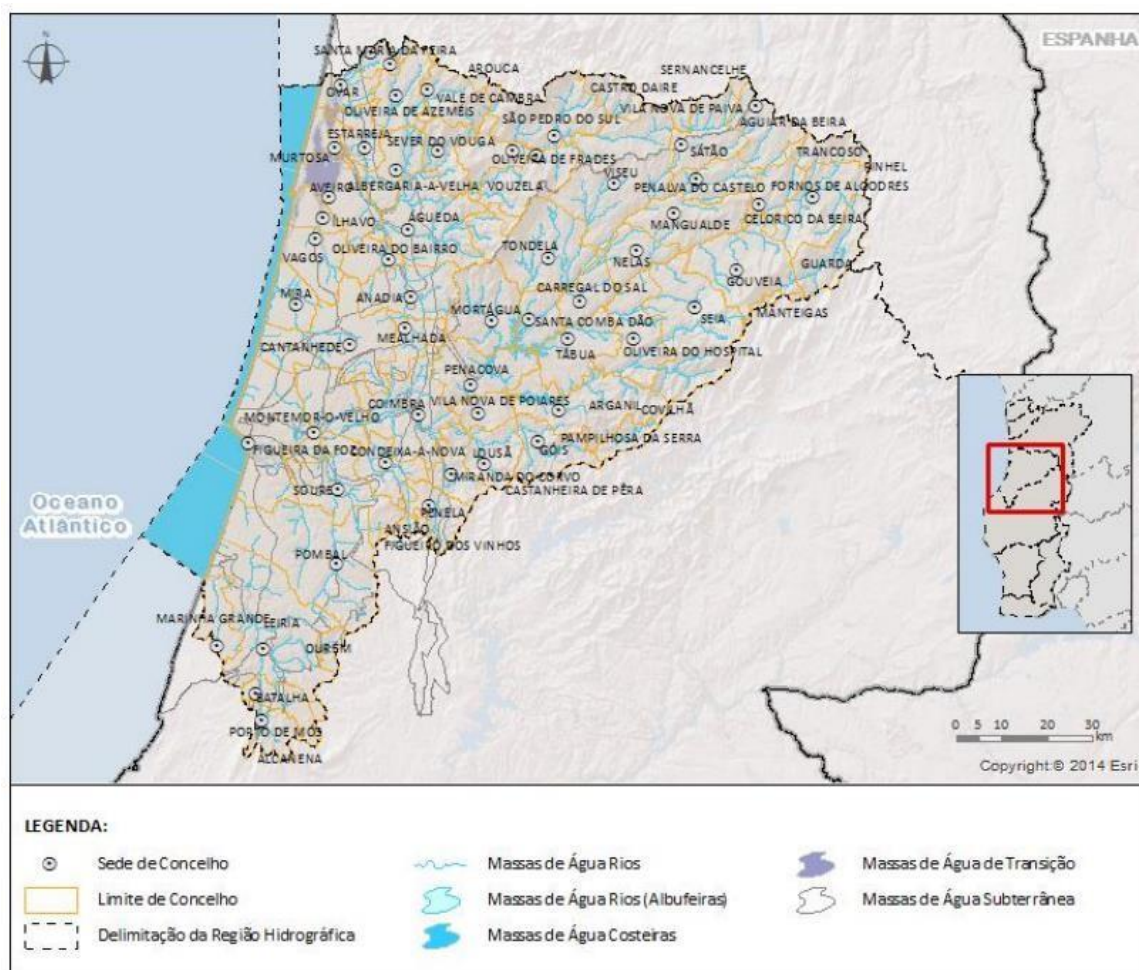 N
ESPANHA
SANTA MARIA DA FEIRA
AROUCA
SERNANCELHE
OVAR
VALE DE CAMBRA
CASTRO DAIRE
OLIVEIRA DE AZEMÉIS
VILA NOVA DE PAIVA
SÃO PEDRO DO SUL
AGUIAR DA BEIRA
ESTARREJA
SEVER DO VOUGA
SÁTÃO
TRANCOSO
MURTOSA
OLIVEIRA DE FRADES
PINHEL
VISEU
ALBERGARIA-A-VELHA
VOUZELA
PENALVA DO CASTELO
FORNOS DE ALGODRES
AVEIRO
ÍLHAVO
ÁGUEDA
MANGUALDE
CELORICO DA BEIRA
OLIVEIRA DO BAIRRO
TONDELA
VAGOS
NELAS
GUARDA
GOUVEIA
MIRA
ANADIA
CARREGAL DO SAL
MORTÁGUA
SANTA COMBA DÃO
SEIA
MANTEIGAS
MEALHADA
CANTANHEDE
TÁBUA
OLIVEIRA DO HOSPITAL
PENACOVA
COIMBRA
VILA NOVA DE POIARES
ARGANIL
COVILHÃ
MONTEMOR-O-VELHO
PAMPILHOSA DA SERRA
FIGUEIRA DA FOZ
CONDEIXA-A-NOVA
LOUSÃ
GÓIS
MIRANDA DO CORVO
SOURE
CASTANHEIRA DE PÊRA
Oceano
Atlântico
PENELA
ANSIÃO
FIGUEIRÓ DOS VINHOS
POMBAL
MARINHA GRANDE
LEIRIA
OURÉM
BATALHA
PORTO DE MÓS
ALCANENA
0 5 10 20 30
km
Copyright:© 2014 Esri
LEGENDA:
Sede de Concelho
Massas de Água Rios
Massas de Água de Transição
Limite de Concelho
Massas de Água Rios (Albufeiras)
Massas de Água Subterrânea
Delimitação da Região Hidrográfica
Massas de Água Costeiras